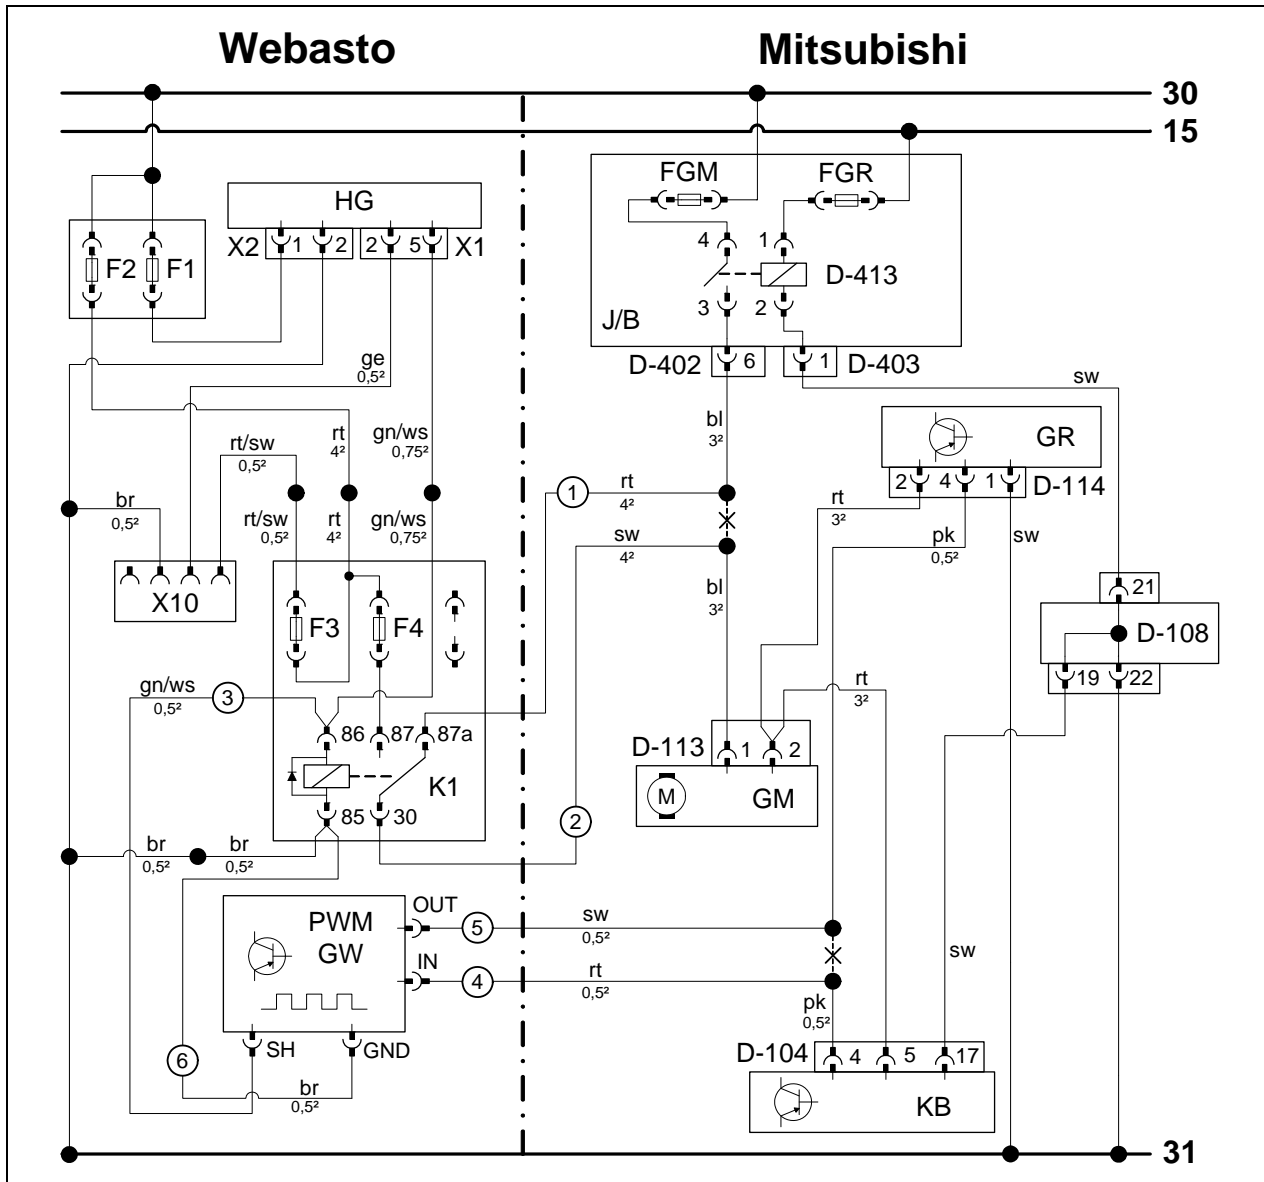 Webasto
Mitsubishi
30
15
HG
X2 1 2 2 5 X1
F2 F1
FGM FGR
4 1
D-413
3 2
J/B
D-402 6 1 D-403
ge
0,5²
sw
rt/sw
0,5²
rt
4²
gn/ws
0,75²
bl
3²
GR
2 4 1 D-114
br
0,5²
1
rt
4²
rt
3²
rt/sw
0,5²
rt
4²
gn/ws
0,75²
sw
4²
pk
0,5²
sw
X10
bl
3²
21
D-108
F3 F4
19 22
gn/ws
0,5²
3
rt
3²
86 87 87a
D-113 1 2
K1
M GM
85 30
2
br
0,5²
br
0,5²
PWM
GW
OUT
5
sw
0,5²
sw
IN
4
rt
0,5²
pk
0,5²
SH GND
6
D-104 4 5 17
br
0,5²
KB
31